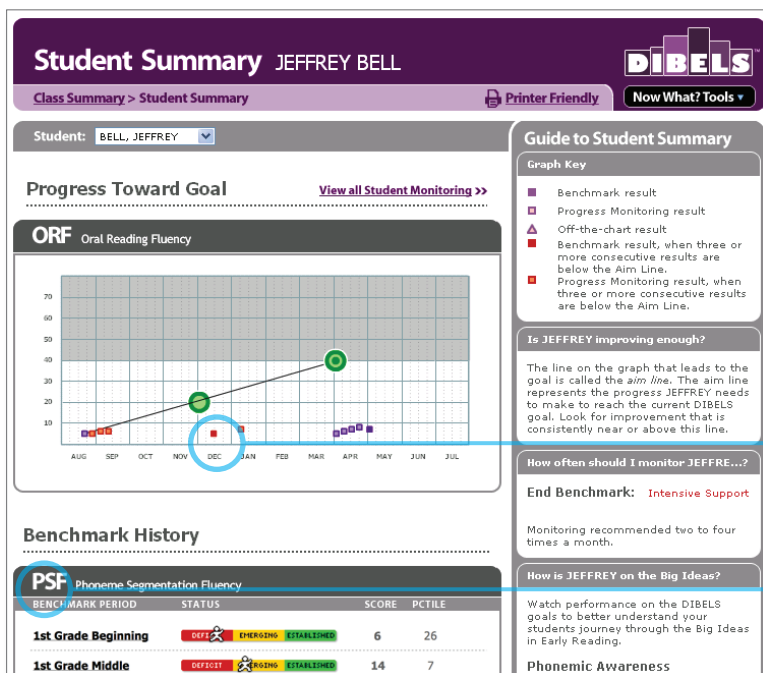 Student Summary JEFFREY BELL
DIBELS
Class Summary > Student Summary
Printer Friendly
Now What? Tools
Student: BELL, JEFFREY
Progress Toward Goal
View all Student Monitoring >>
ORF Oral Reading Fluency
70
60
50
40
30
20
10
AUG SEP OCT NOV DEC JAN FEB MAR APR MAY JUN JUL
Benchmark History
PSF Phoneme Segmentation Fluency
BENCHMARK PERIOD STATUS SCORE PCTILE
1st Grade Beginning EMERGING ESTABLISHED 6 26
1st Grade Middle DEFICIT ESTABLISHED 14 7
Guide to Student Summary
Graph Key
Benchmark result
Progress Monitoring result
Off-the-chart result
Benchmark result, when three or
more consecutive results are
below the Aim Line.
Progress Monitoring result, when
three or more consecutive results
are below the Aim Line.
Is JEFFREY improving enough?
The line on the graph that leads to the
goal is called the aim line. The aim line
represents the progress JEFFREY needs
to make to reach the current DIBELS
goal. Look for improvement that is
consistently near or above this line.
How often should I monitor JEFFRE...?
End Benchmark: Intensive Support
Monitoring recommended two to four
times a month.
How is JEFFREY on the Big Ideas?
Watch performance on the DIBELS
goals to better understand your
students journey through the Big Ideas
in Early Reading.
Phonemic Awareness